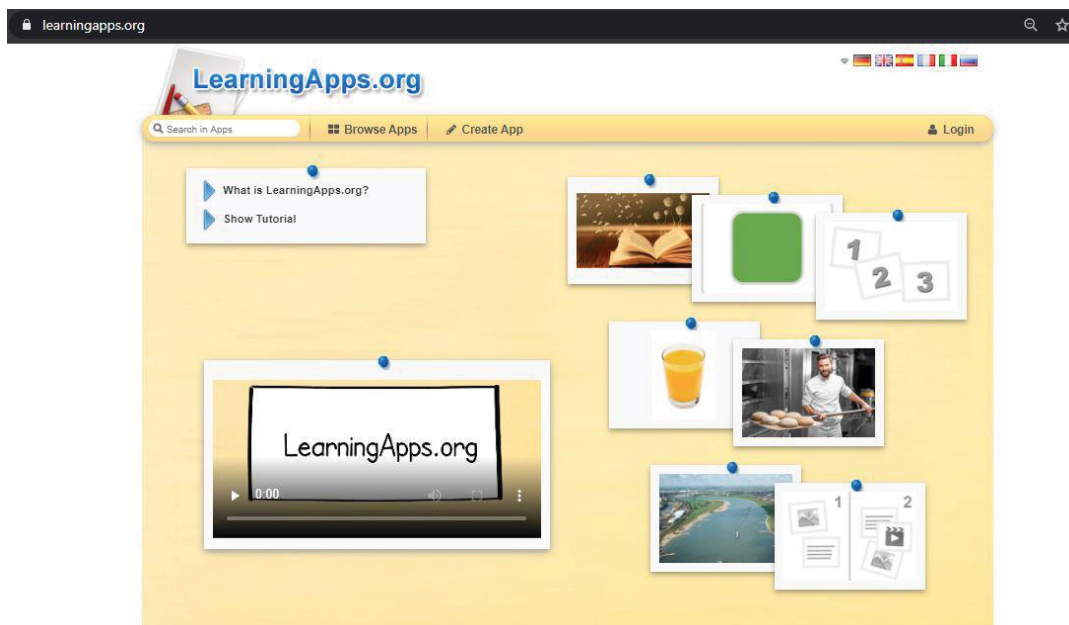 learningapps.org
LearningApps.org
Search in Apps
Browse Apps
Create App
Login
What is LearningApps.org?
Show Tutorial
1
2
3
LearningApps.org
0:00
1
2